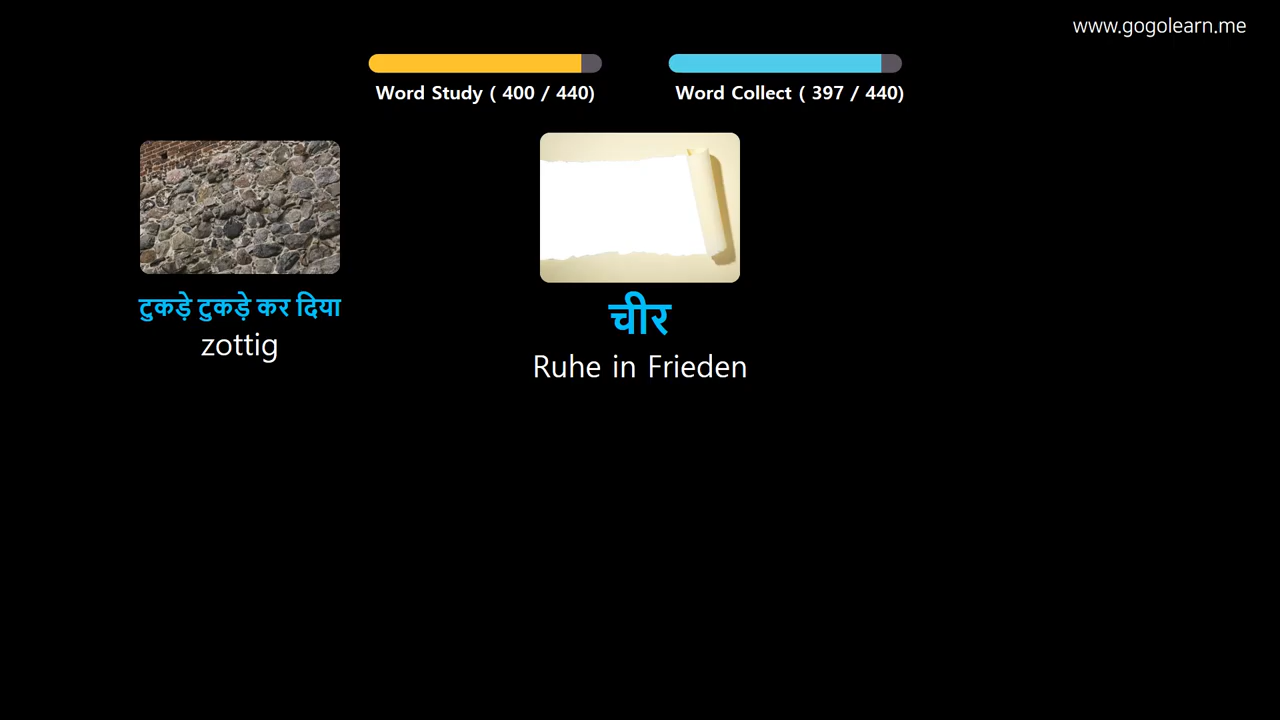 www.gogolearn.me
Word Study ( 400 / 440)
Word Collect ( 397 / 440)
टुकड़े टुकड़े कर दिया
zottig
चीर
Ruhe in Frieden